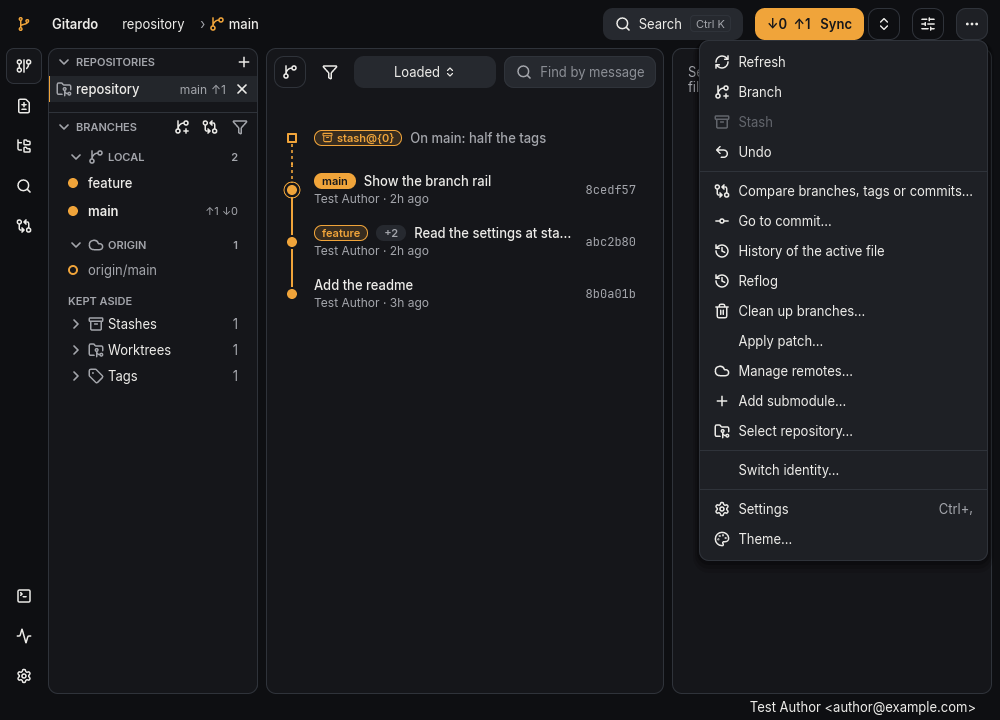 Gitardo repository › main Search Ctrl K ↓0 ↑1 Sync
REPOSITORIES
repository main ↑1
BRANCHES
LOCAL 2
feature
main ↑1 ↓0
ORIGIN 1
origin/main
KEPT ASIDE
Stashes 1
Worktrees 1
Tags 1
Loaded Find by message
stash@{0} On main: half the tags
main Show the branch rail
Test Author · 2h ago 8cedf57
feature +2 Read the settings at sta...
Test Author · 2h ago abc2b80
Add the readme
Test Author · 3h ago 8b0a01b
Refresh
Branch
Stash
Undo
Compare branches, tags or commits...
Go to commit...
History of the active file
Reflog
Clean up branches...
Apply patch...
Manage remotes...
Add submodule...
Select repository...
Switch identity...
Settings Ctrl+,
Theme...
Test Author <author@example.com>